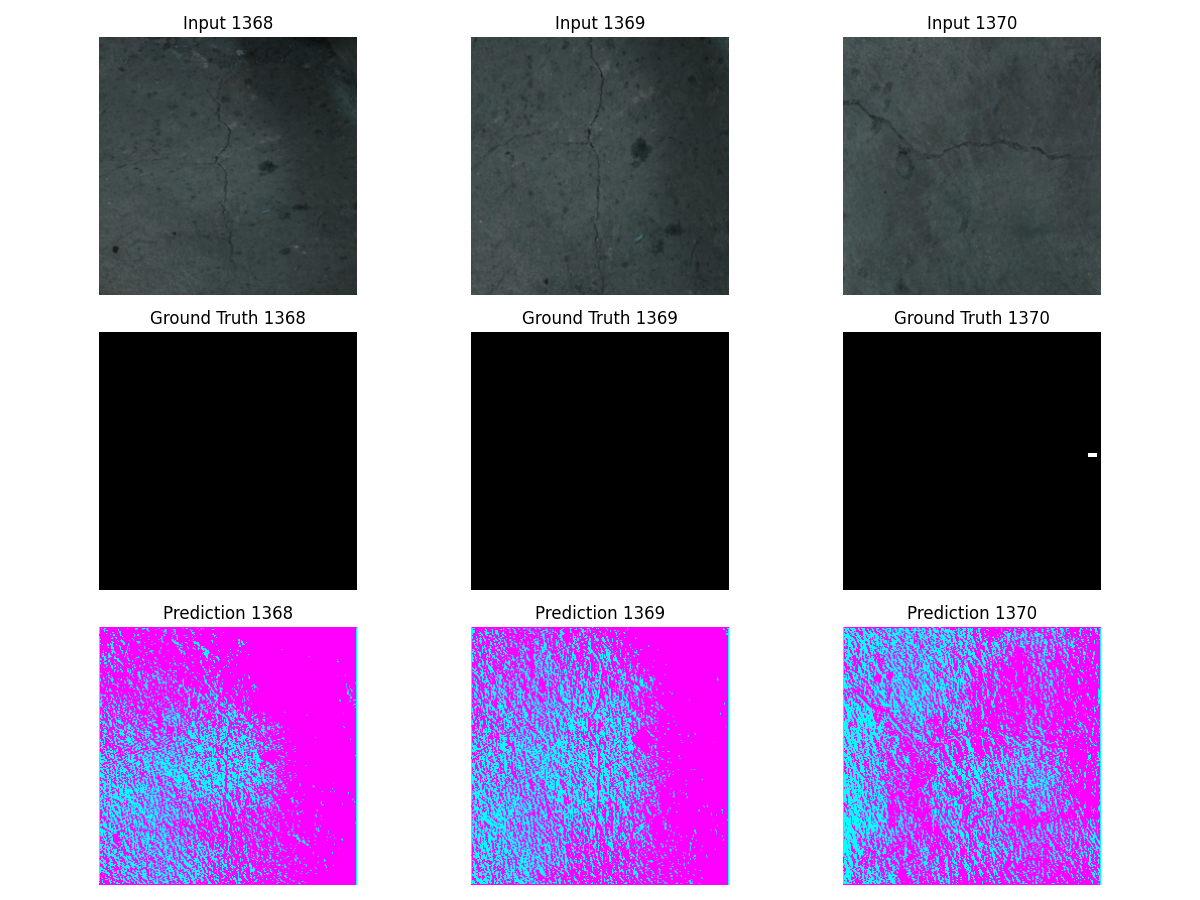 Input 1368
Input 1369
Input 1370
Ground Truth 1368
Ground Truth 1369
Ground Truth 1370
Prediction 1368
Prediction 1369
Prediction 1370